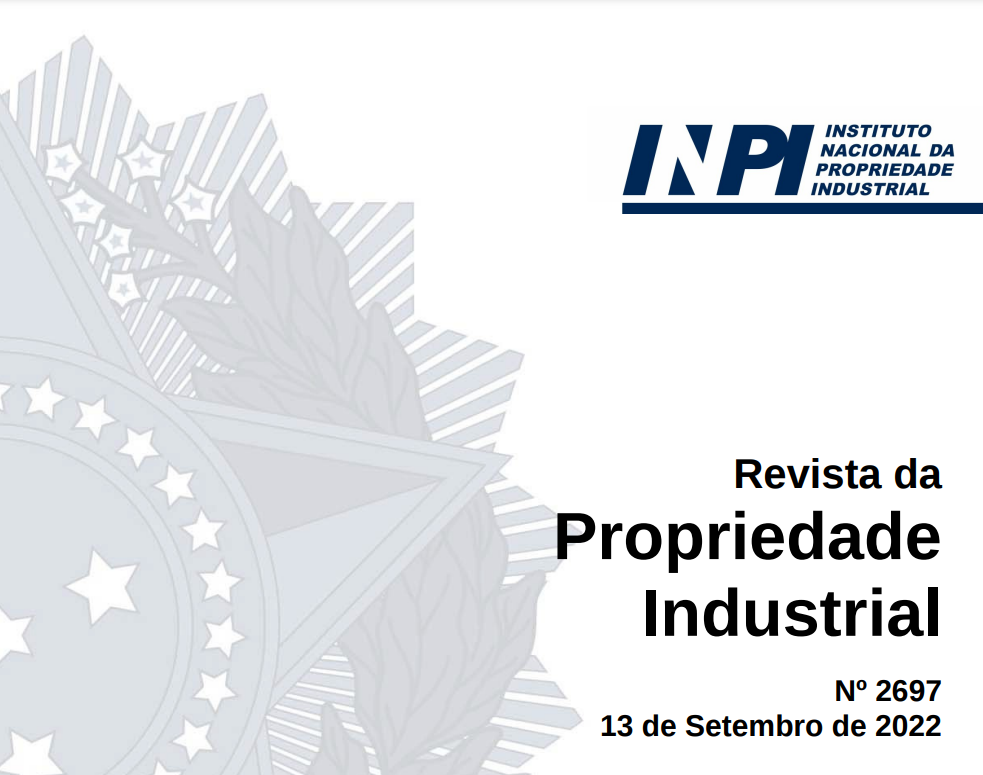 INPI
INSTITUTO
NACIONAL DA
PROPRIEDADE
INDUSTRIAL
Revista da
Propriedade
Industrial
Nº 2697
13 de Setembro de 2022